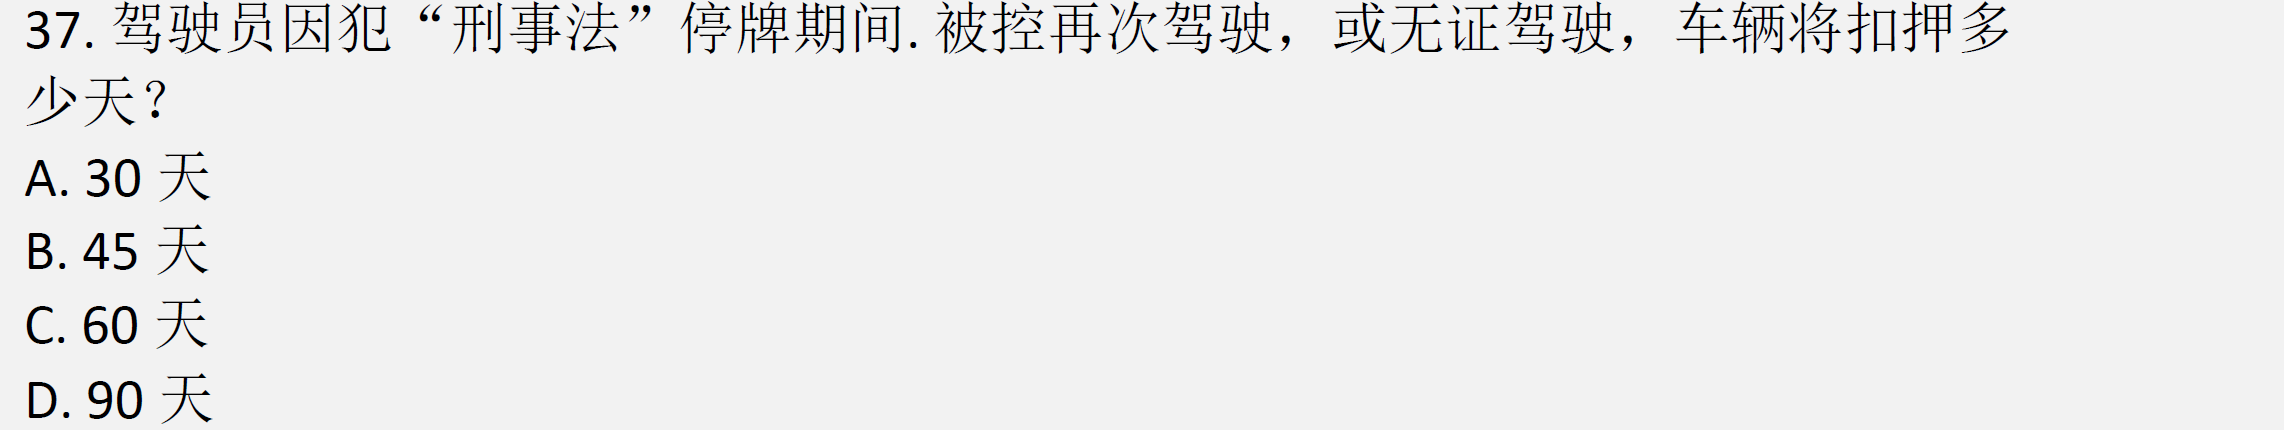 37. 驾驶员因犯“刑事法”停牌期间. 被控再次驾驶，或无证驾驶，车辆将扣押多
少天？
A. 30 天
B. 45 天
C. 60 天
D. 90 天